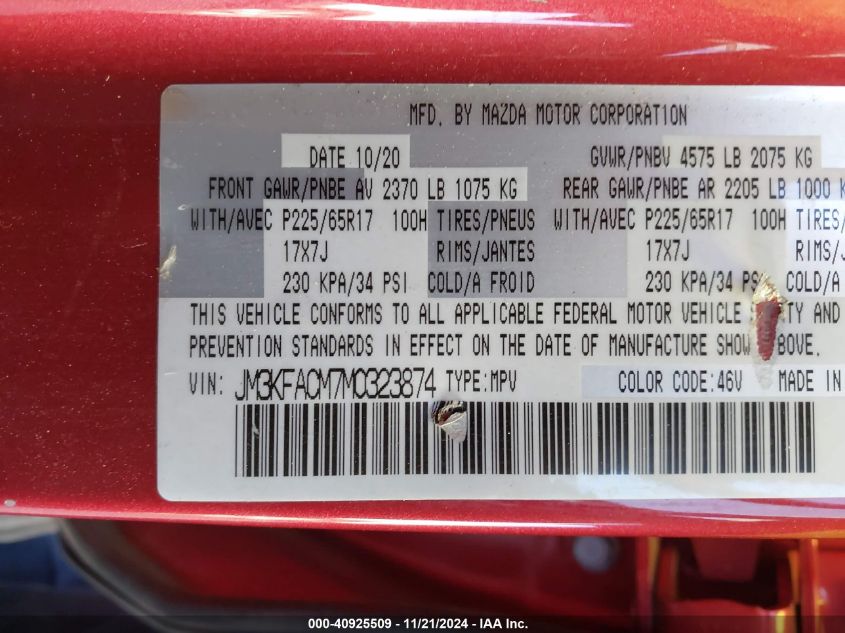 MFD. BY MAZDA MOTOR CORPORATION
DATE 10/20 GVWR/PNBV 4575 LB 2075 KG
FRONT GAWR/PNBE AV 2370 LB 1075 KG REAR GAWR/PNBE AR 2205 LB 1000 K
WITH/AVEC P225/65R17 100H TIRES/PNEUS WITH/AVEC P225/65R17 100H TIRES/
17X7J RIMS/JANTES 17X7J RIMS/J
230 KPA/34 PSI COLD/A FROID 230 KPA/34 PSI COLD/A
THIS VEHICLE CONFORMS TO ALL APPLICABLE FEDERAL MOTOR VEHICLE AND
PREVENTION STANDARDS IN EFFECT ON THE DATE OF MANUFACTURE SHOW BOVE.
VIN: JM3KFACM7M0323874 TYPE:MPV COLOR CODE:46V MADE IN
000-40925509 - 11/21/2024 - IAA Inc.